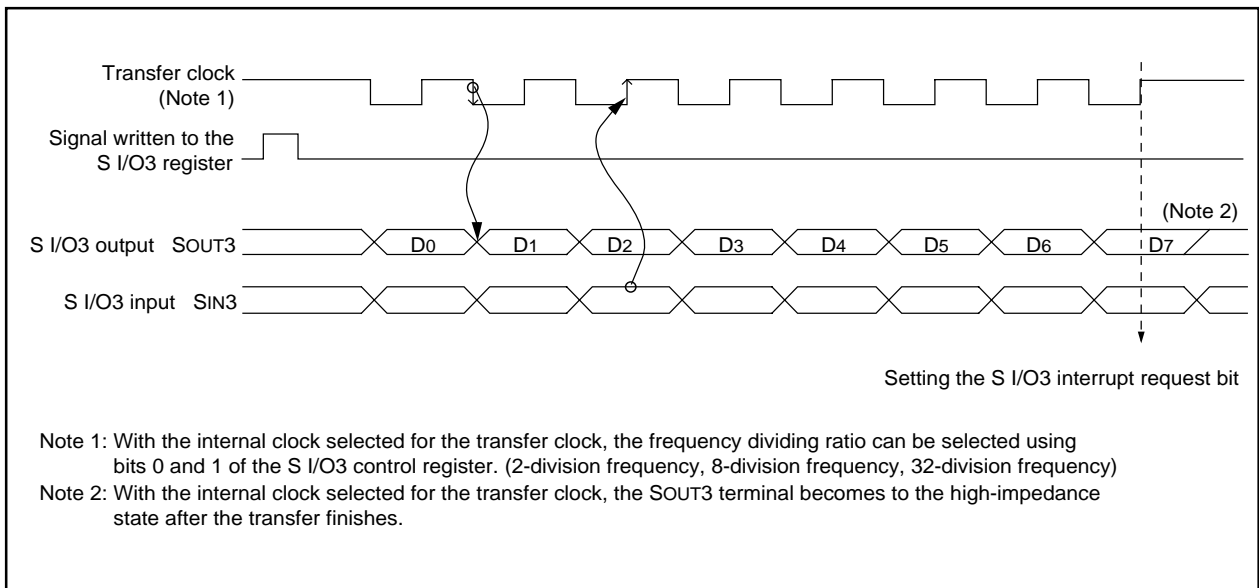 Transfer clock
(Note 1)
Signal written to the
S I/O3 register
(Note 2)
S I/O3 output SOUT3
D0 D1 D2 D3 D4 D5 D6 D7
S I/O3 input SIN3
Setting the S I/O3 interrupt request bit
Note 1: With the internal clock selected for the transfer clock, the frequency dividing ratio can be selected using
bits 0 and 1 of the S I/O3 control register. (2-division frequency, 8-division frequency, 32-division frequency)
Note 2: With the internal clock selected for the transfer clock, the SOUT3 terminal becomes to the high-impedance
state after the transfer finishes.